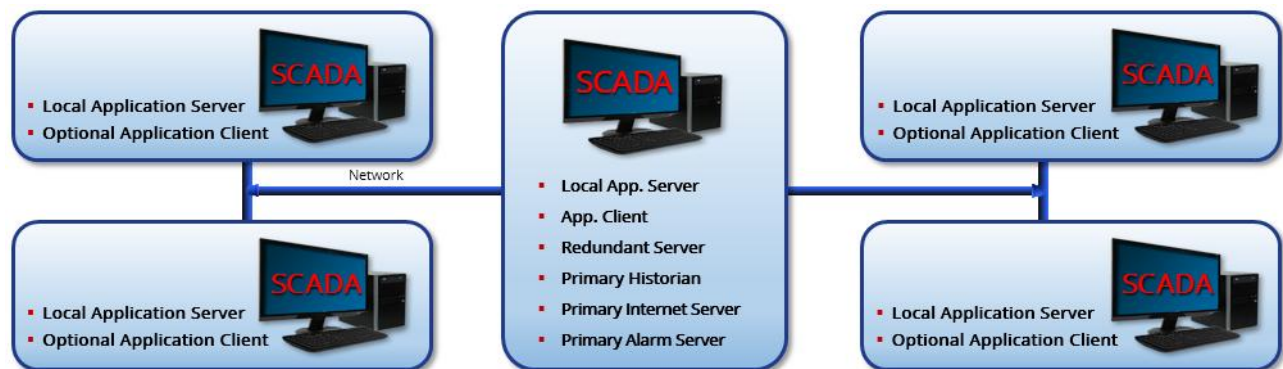 SCADA
Local Application Server
Optional Application Client
Network
SCADA
Local Application Server
Optional Application Client
SCADA
Local App. Server
App. Client
Redundant Server
Primary Historian
Primary Internet Server
Primary Alarm Server
SCADA
Local Application Server
Optional Application Client
SCADA
Local Application Server
Optional Application Client